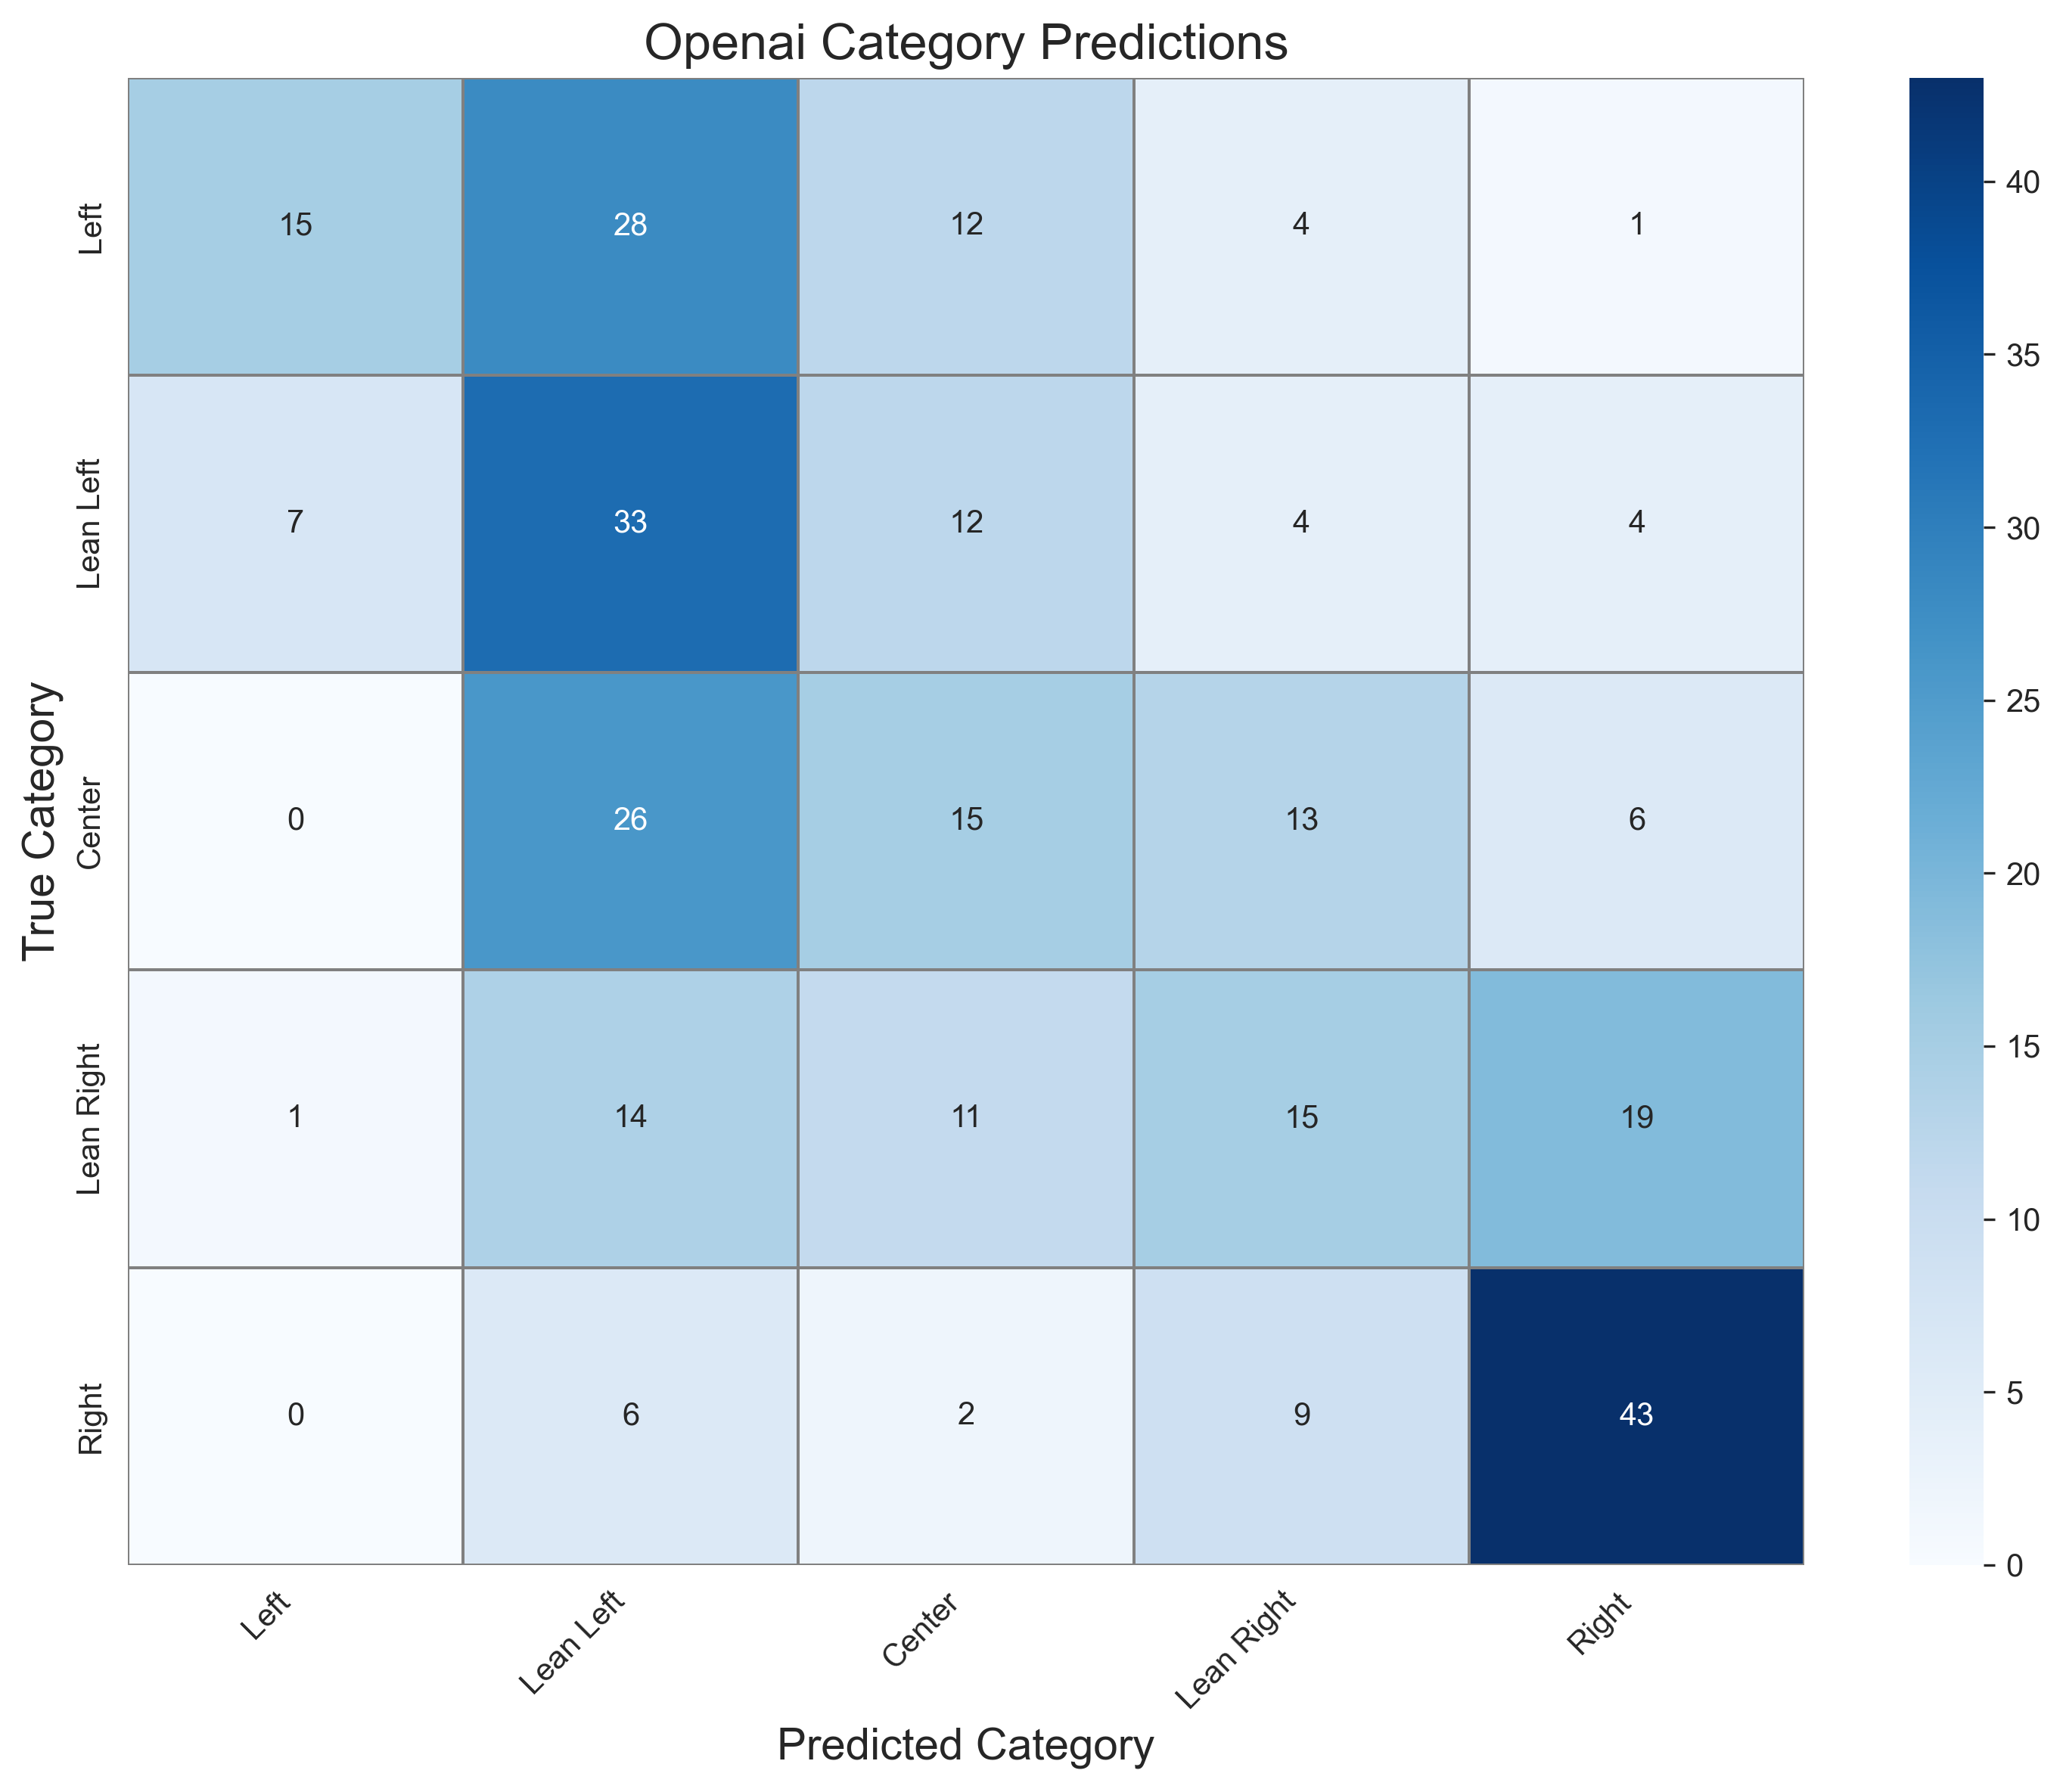 Openai Category Predictions
True Category
Left
15 28 12 4 1
Lean Left
7 33 12 4 4
Center
0 26 15 13 6
Lean Right
1 14 11 15 19
Right
0 6 2 9 43
Left
Lean Left
Center
Lean Right
Right
Predicted Category
40
35
30
25
20
15
10
5
0